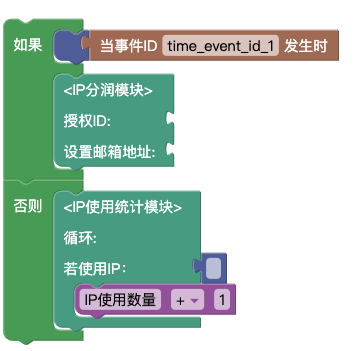 如果 当事件ID time_event_id_1 发生时
<IP分润模块>
授权ID:
设置邮箱地址:
否则 <IP使用统计模块>
循环:
若使用IP:
IP使用数量 + 1